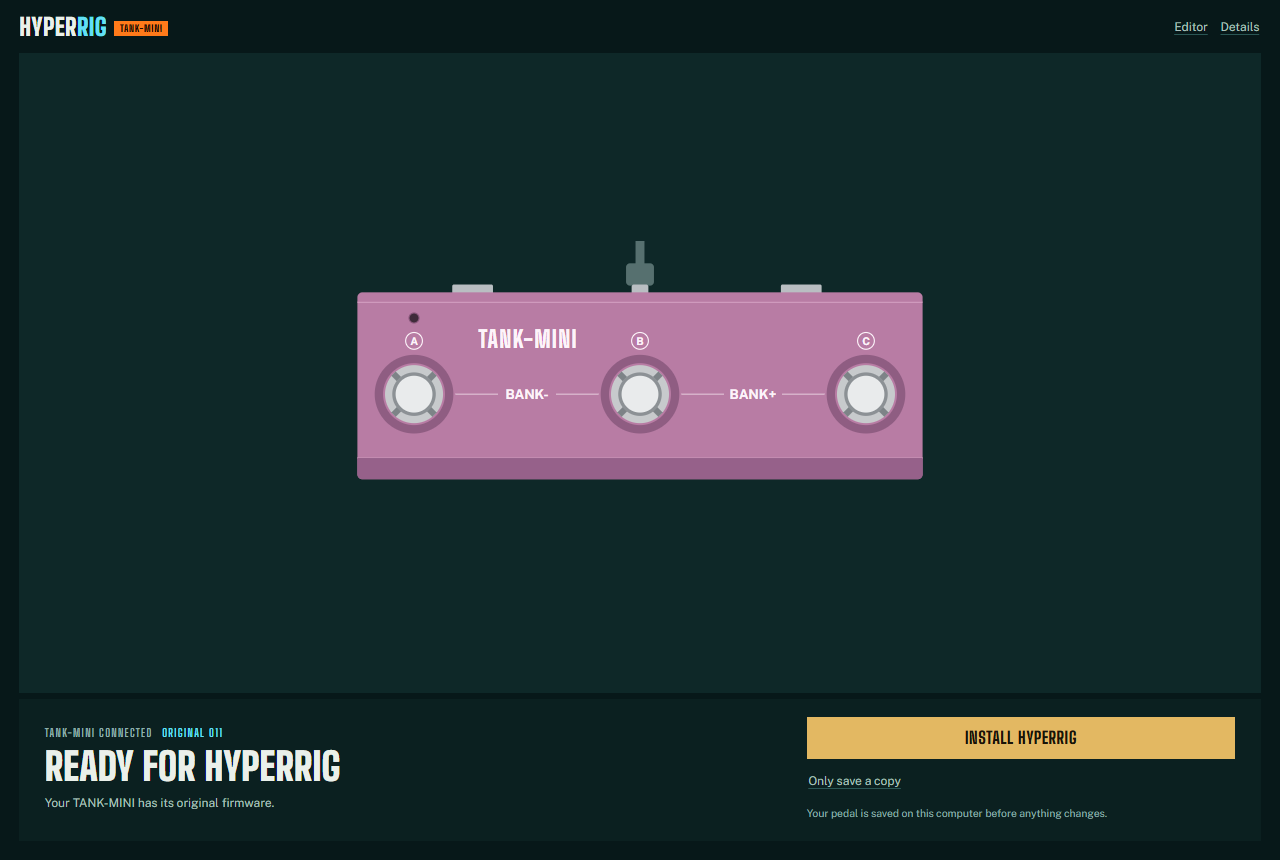 HYPERRIG TANK-MINI
Editor Details
TANK-MINI
A B C
BANK- BANK+
TANK-MINI CONNECTED ORIGINAL 011
READY FOR HYPERRIG
Your TANK-MINI has its original firmware.
INSTALL HYPERRIG
Only save a copy
Your pedal is saved on this computer before anything changes.